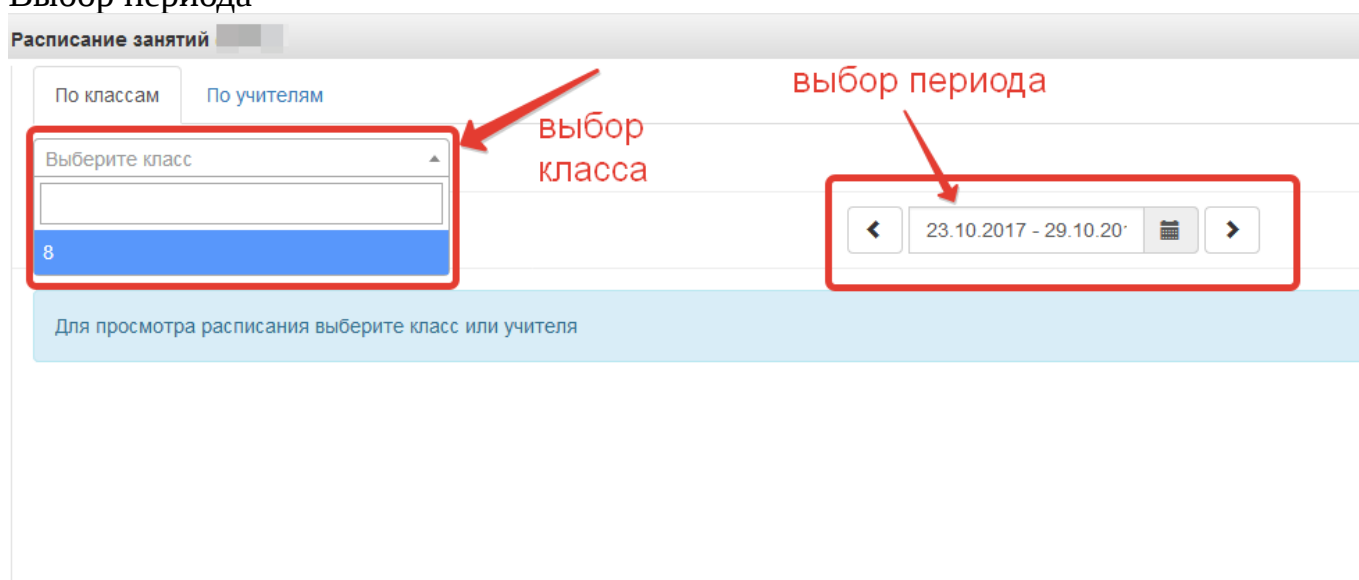 Выбор периода
Расписание занятий
По классам
По учителям
выбор периода
выбор
класса
Выберите класс
8
23.10.2017 - 29.10.20
Для просмотра расписания выберите класс или учителя